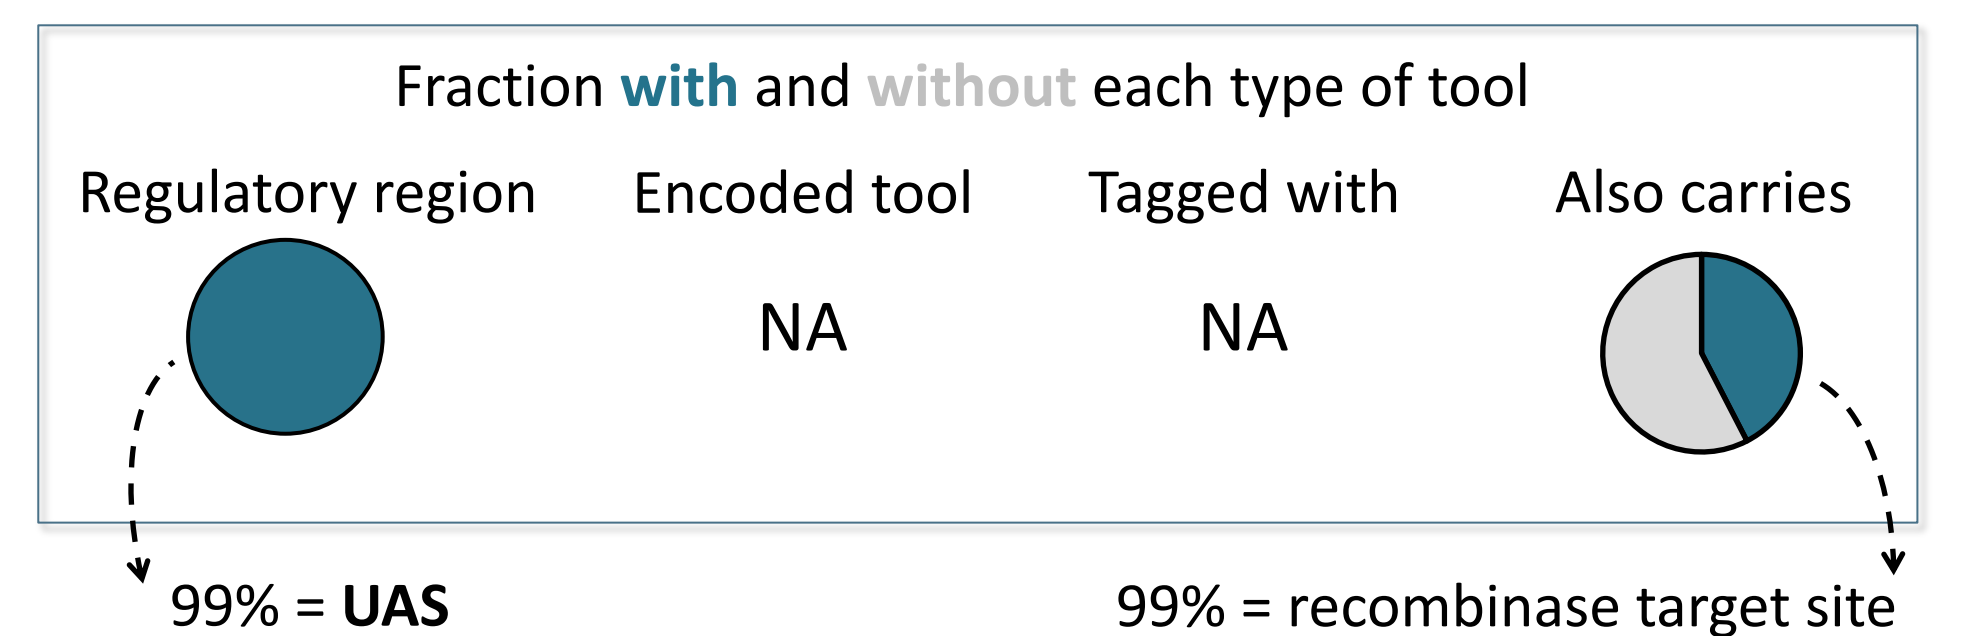 Fraction with and without each type of tool
Regulatory region
Encoded tool
Tagged with
Also carries
NA
NA
99% = UAS
99% = recombinase target site